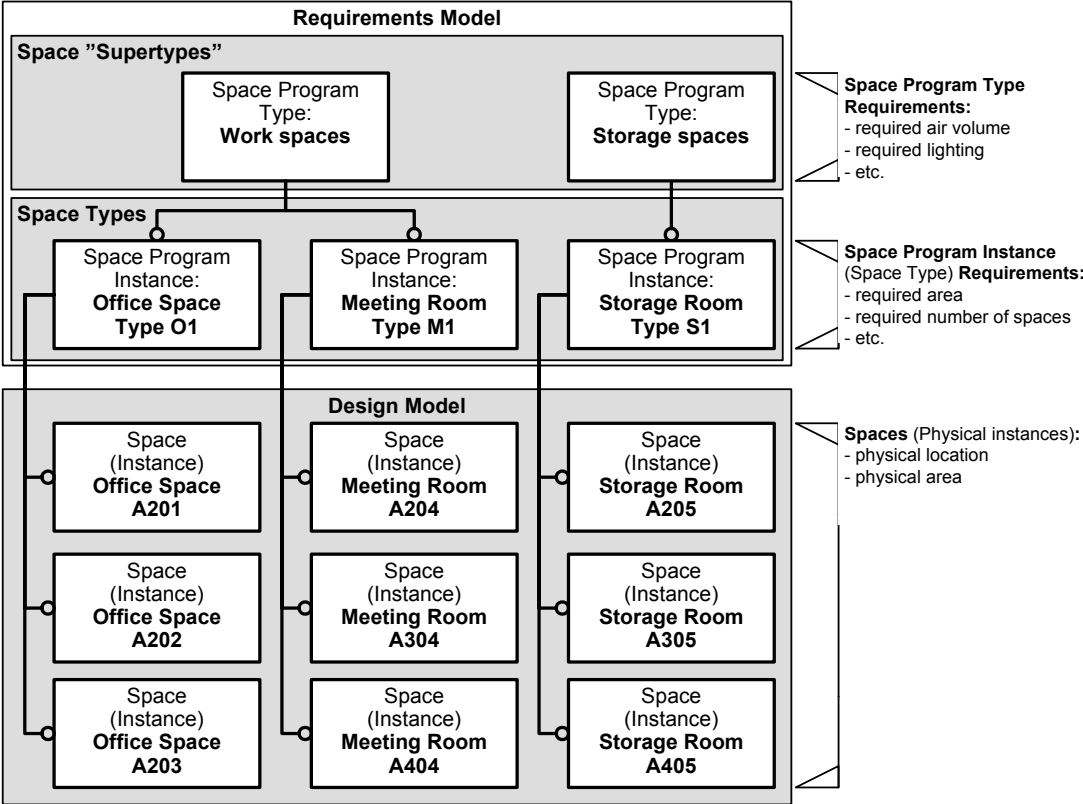 Requirements Model
Space ”Supertypes”
Space Program
Type:
Work spaces
Space Program
Type:
Storage spaces
Space Program Type
Requirements:
- required air volume
- required lighting
- etc.
Space Types
Space Program
Instance:
Office Space
Type O1
Space Program
Instance:
Meeting Room
Type M1
Space Program
Instance:
Storage Room
Type S1
Space Program Instance
(Space Type) Requirements:
- required area
- required number of spaces
- etc.
Design Model
Space
(Instance)
Office Space
A201
Space
(Instance)
Meeting Room
A204
Space
(Instance)
Storage Room
A205
Spaces (Physical instances):
- physical location
- physical area
Space
(Instance)
Office Space
A202
Space
(Instance)
Meeting Room
A304
Space
(Instance)
Storage Room
A305
Space
(Instance)
Office Space
A203
Space
(Instance)
Meeting Room
A404
Space
(Instance)
Storage Room
A405